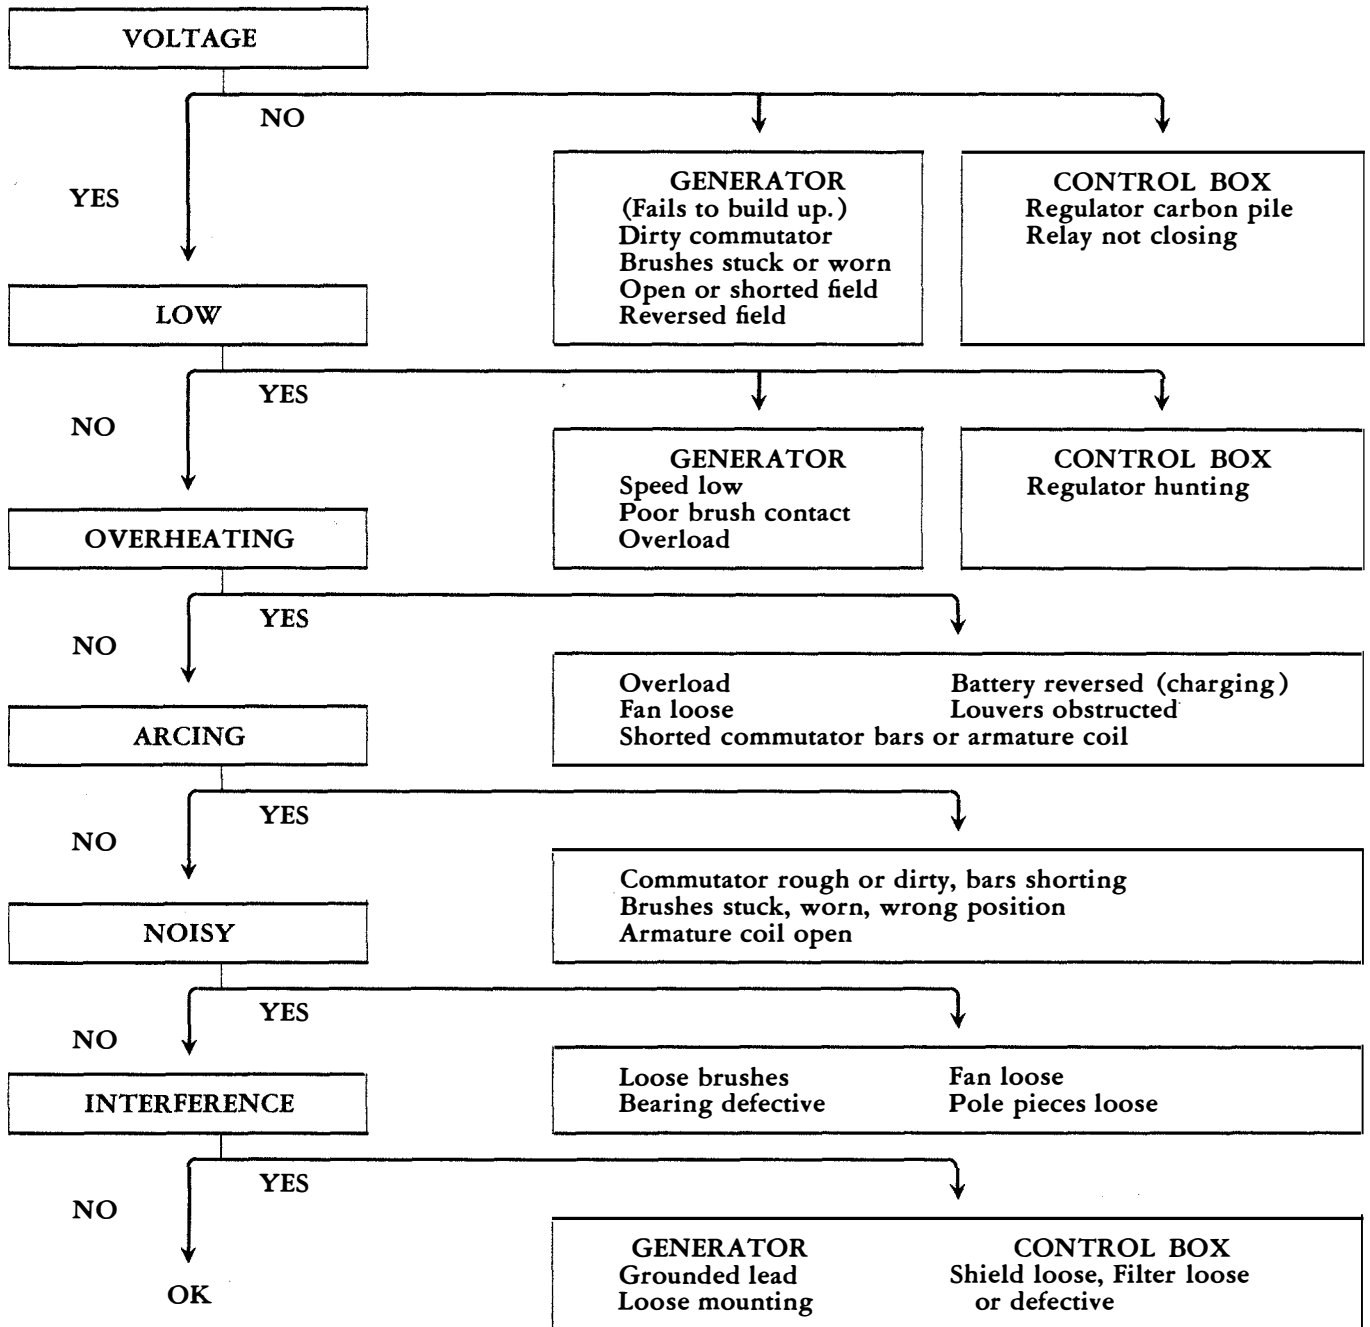 VOLTAGE
NO
YES
GENERATOR
(Fails to build up.)
Dirty commutator
Brushes stuck or worn
Open or shorted field
Reversed field
CONTROL BOX
Regulator carbon pile
Relay not closing
LOW
YES
NO
GENERATOR
Speed low
Poor brush contact
Overload
CONTROL BOX
Regulator hunting
OVERHEATING
YES
NO
Overload Battery reversed (charging)
Fan loose Louvers obstructed
Shorted commutator bars or armature coil
ARCING
YES
NO
Commutator rough or dirty, bars shorting
Brushes stuck, worn, wrong position
Armature coil open
NOISY
YES
NO
Loose brushes Fan loose
Bearing defective Pole pieces loose
INTERFERENCE
YES
NO
GENERATOR
Grounded lead
Loose mounting
CONTROL BOX
Shield loose, Filter loose
or defective
OK